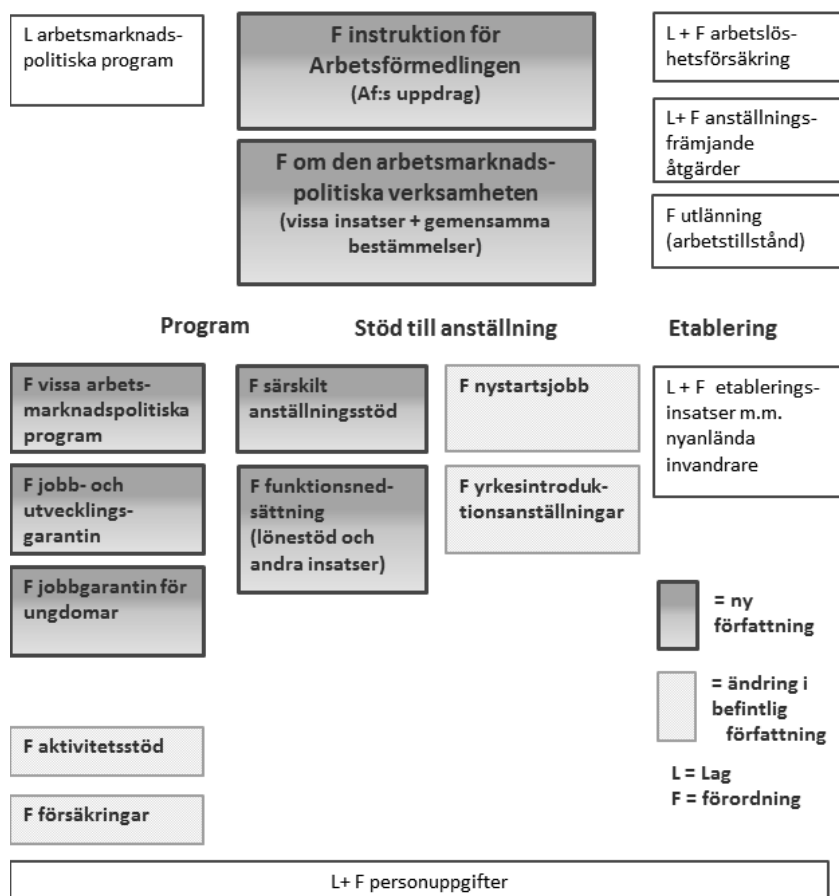 L arbetsmarknads-
politiska program
F instruktion för
Arbetsförmedlingen
(Af:s uppdrag)
L + F arbetslös-
hetsförsäkring
L+ F anställnings-
främjande
åtgärder
F om den arbetsmarknads-
politiska verksamheten
(vissa insatser + gemensamma
bestämmelser)
F utlänning
(arbetstillstånd)
Program
Stöd till anställning
Etablering
F vissa arbets-
marknadspolitiska
program
F särskilt
anställningsstöd
F nystartsjobb
L + F etablerings-
insatser m.m.
nyanlända
invandrare
F jobb- och
utvecklings-
garantin
F funktionsned-
sättning
(lönestöd och
andra insatser)
F yrkesintroduk-
tionsanställningar
F jobbgarantin för
ungdomar
= ny
författning
= ändring i
befintlig
författning
F aktivitetsstöd
L = Lag
F = förordning
F försäkringar
L+ F personuppgifter